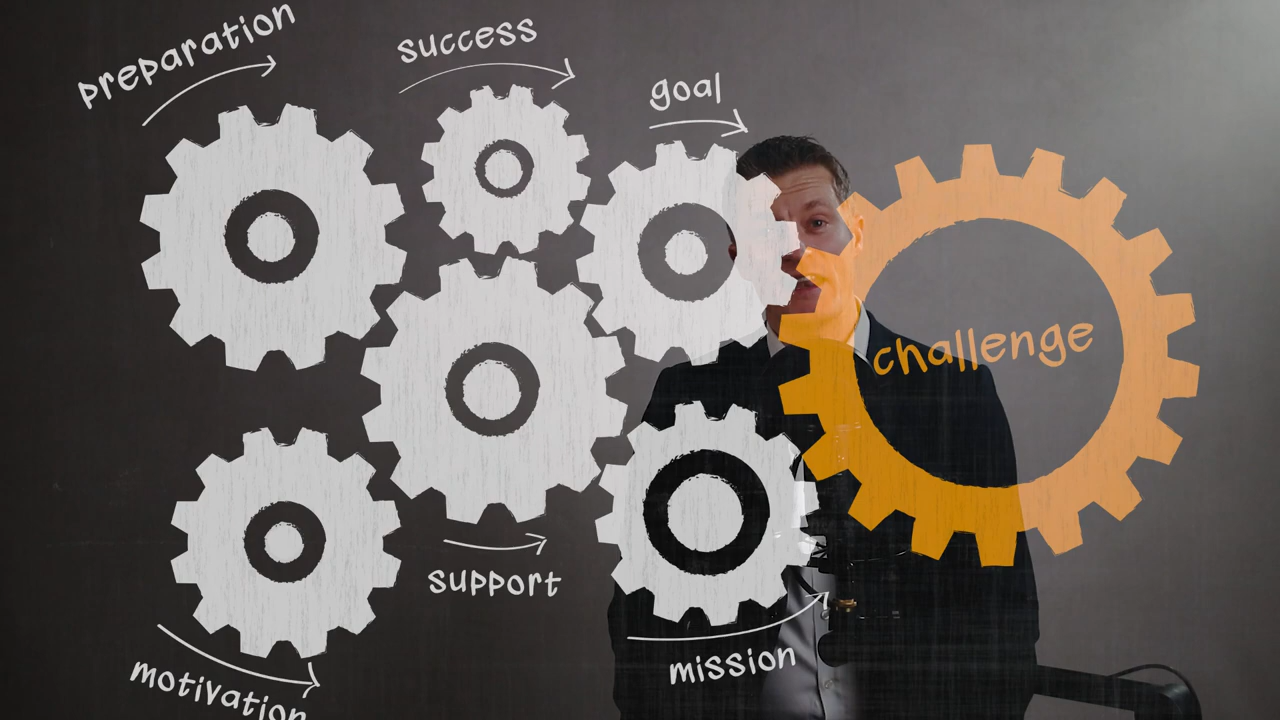 preparation
success
goal
challenge
support
mission
motivation